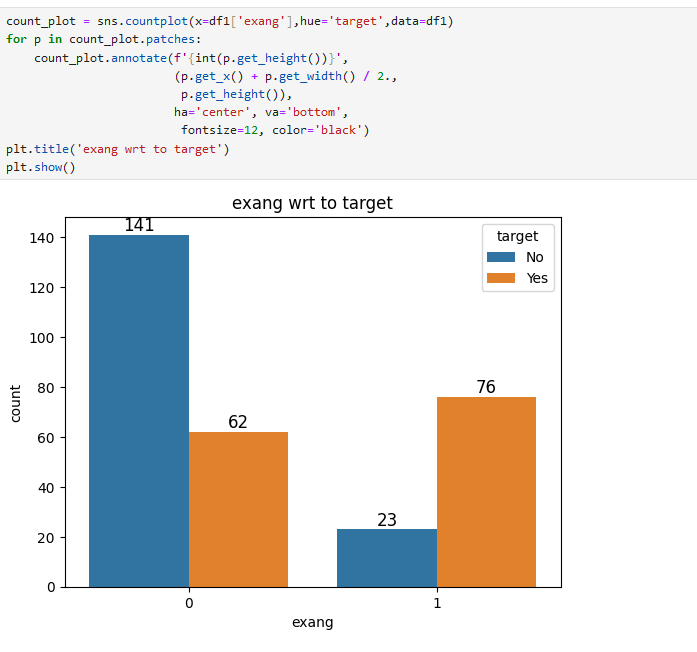 count_plot = sns.countplot(x=df1['exang'],hue='target',data=df1)
for p in count_plot.patches:
    count_plot.annotate(f'{int(p.get_height())}',
                       (p.get_x() + p.get_width() / 2.,
                        p.get_height()),
                       ha='center', va='bottom',
                        fontsize=12, color='black')
plt.title('exang wrt to target')
plt.show()
exang wrt to target
141
62
23
76
target
No
Yes
140
120
100
80
60
40
20
0
count
0 1
exang